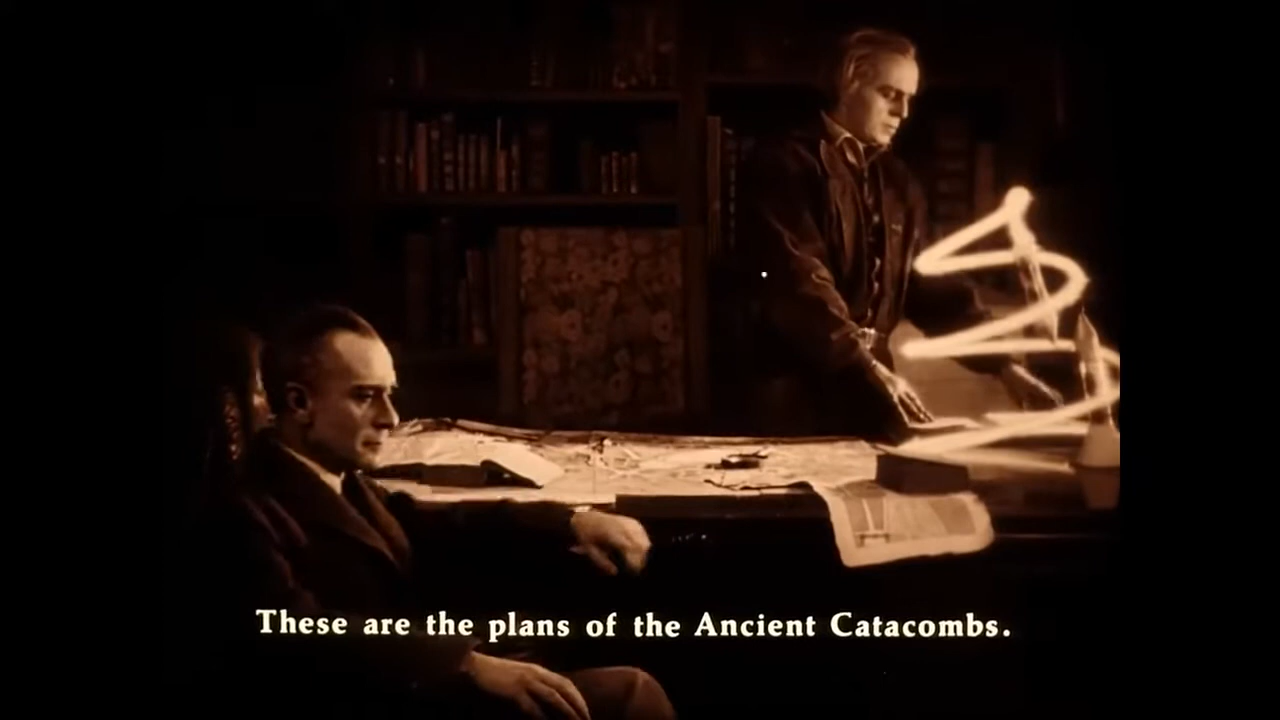 These are the plans of the Ancient Catacombs.